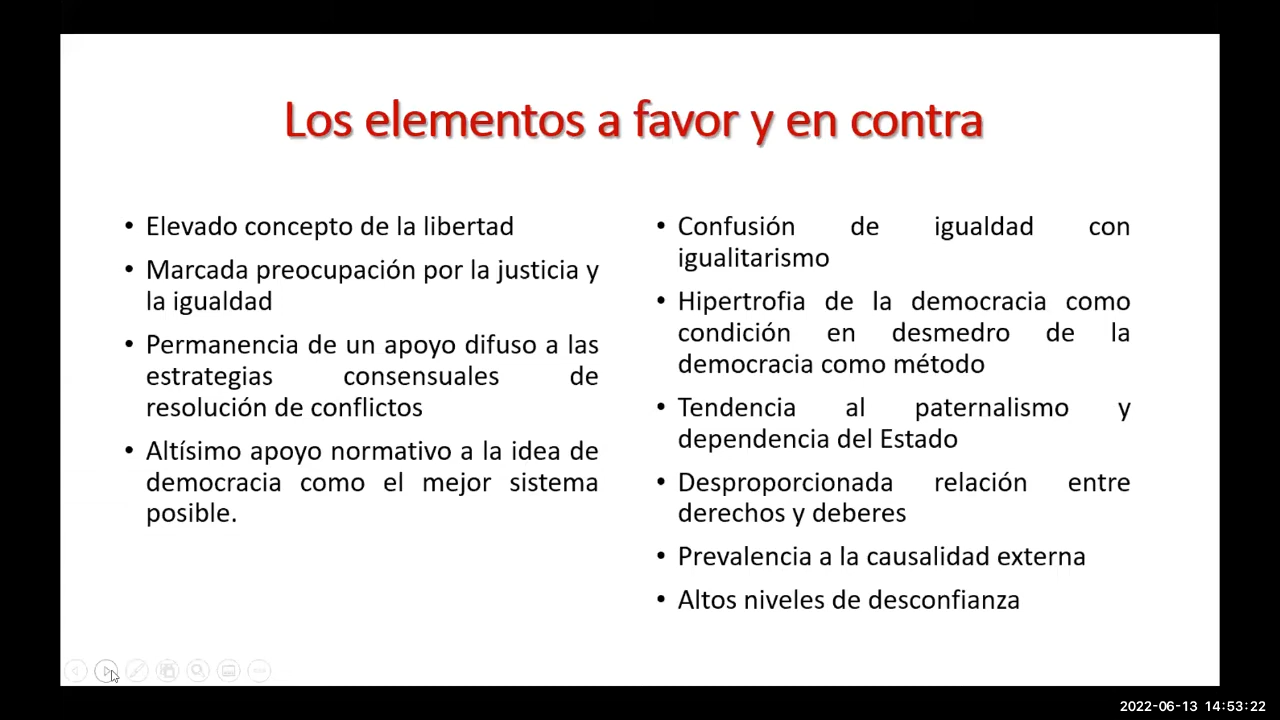 Los elementos a favor y en contra
• Elevado concepto de la libertad
• Marcada preocupación por la justicia y
la igualdad
• Permanencia de un apoyo difuso a las
estrategias consensuales de
resolución de conflictos
• Altísimo apoyo normativo a la idea de
democracia como el mejor sistema
posible.
• Confusión de igualdad con
igualitarismo
• Hipertrofia de la democracia como
condición en desmedro de la
democracia como método
• Tendencia al paternalismo y
dependencia del Estado
• Desproporcionada relación entre
derechos y deberes
• Prevalencia a la causalidad externa
• Altos niveles de desconfianza
2022-06-13 14:53:22